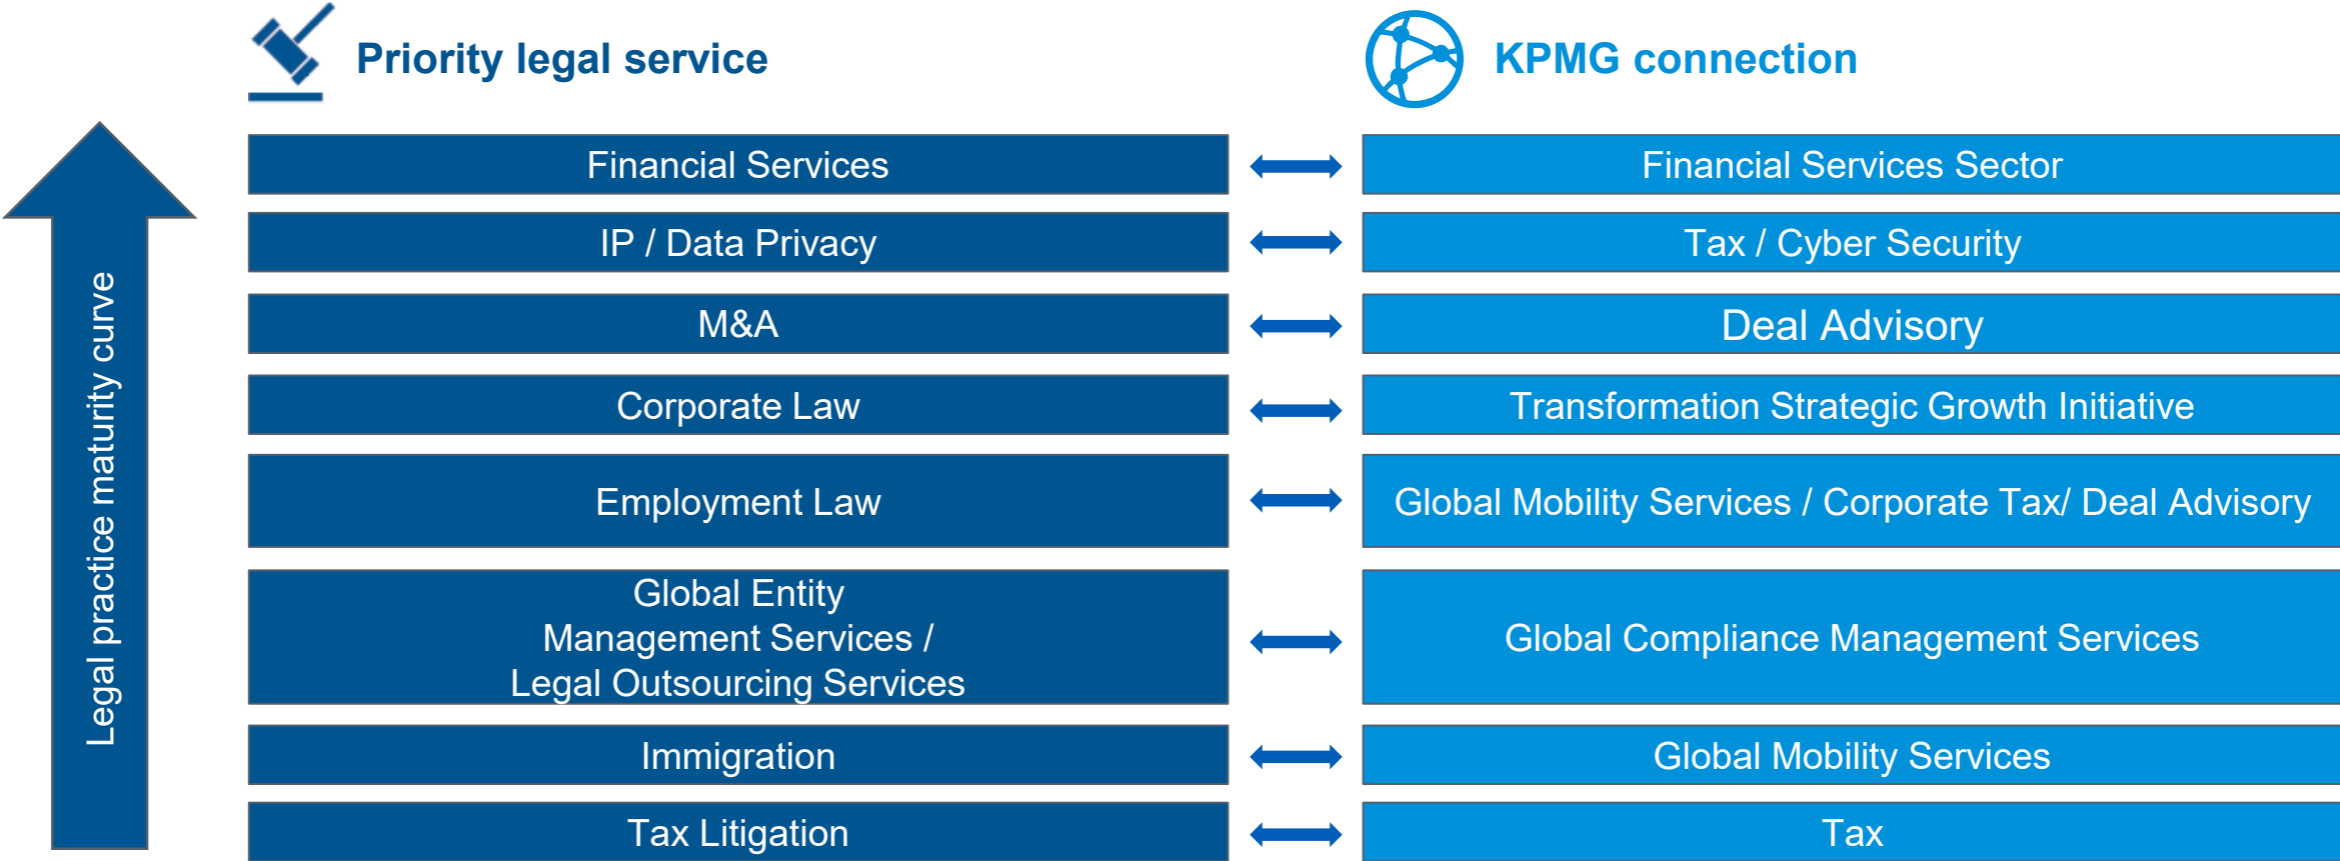 Priority legal service
KPMG connection
Legal practice maturity curve
Financial Services
Financial Services Sector
IP / Data Privacy
Tax / Cyber Security
M&A
Deal Advisory
Corporate Law
Transformation Strategic Growth Initiative
Employment Law
Global Mobility Services / Corporate Tax/ Deal Advisory
Global Entity
Management Services /
Legal Outsourcing Services
Global Compliance Management Services
Immigration
Global Mobility Services
Tax Litigation
Tax